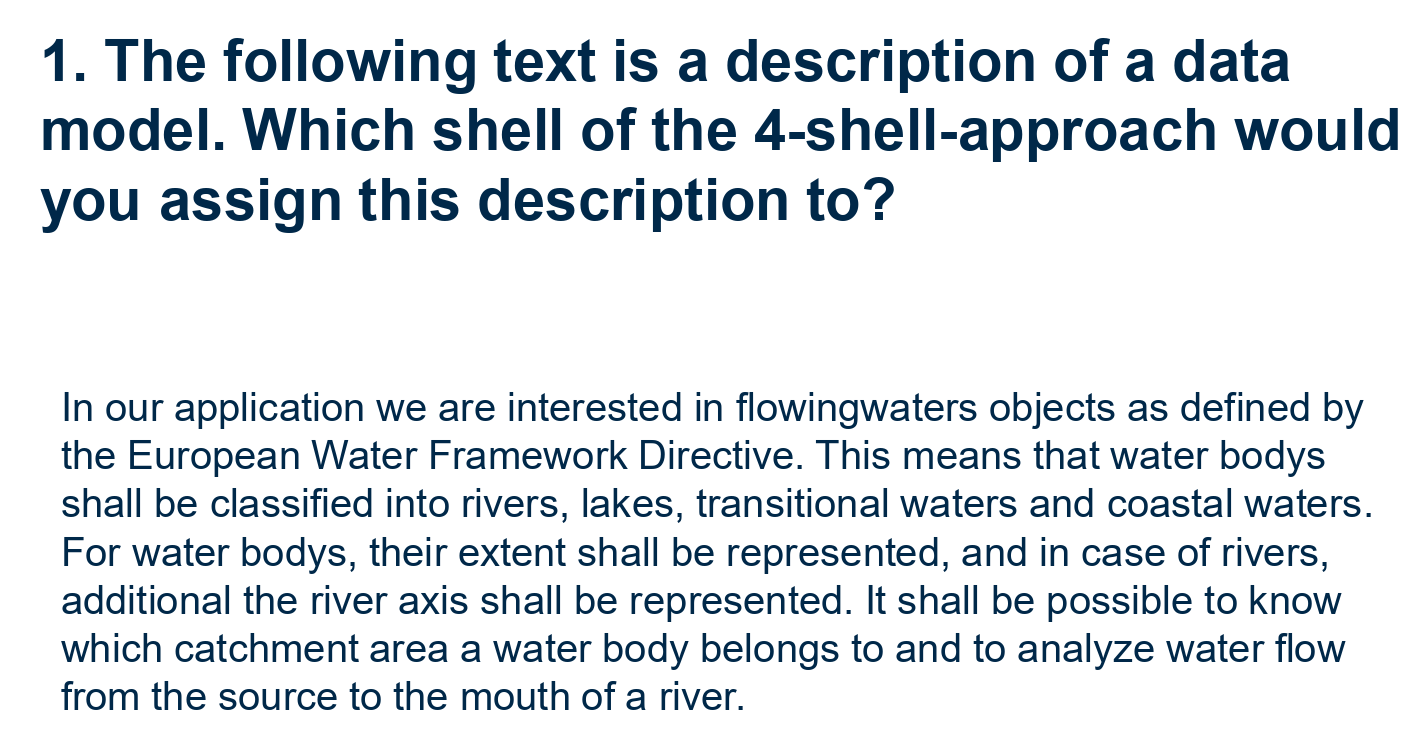 1. The following text is a description of a data
model. Which shell of the 4-shell-approach would
you assign this description to?
In our application we are interested in flowingwaters objects as defined by
the European Water Framework Directive. This means that water bodys
shall be classified into rivers, lakes, transitional waters and coastal waters.
For water bodys, their extent shall be represented, and in case of rivers,
additional the river axis shall be represented. It shall be possible to know
which catchment area a water body belongs to and to analyze water flow
from the source to the mouth of a river.